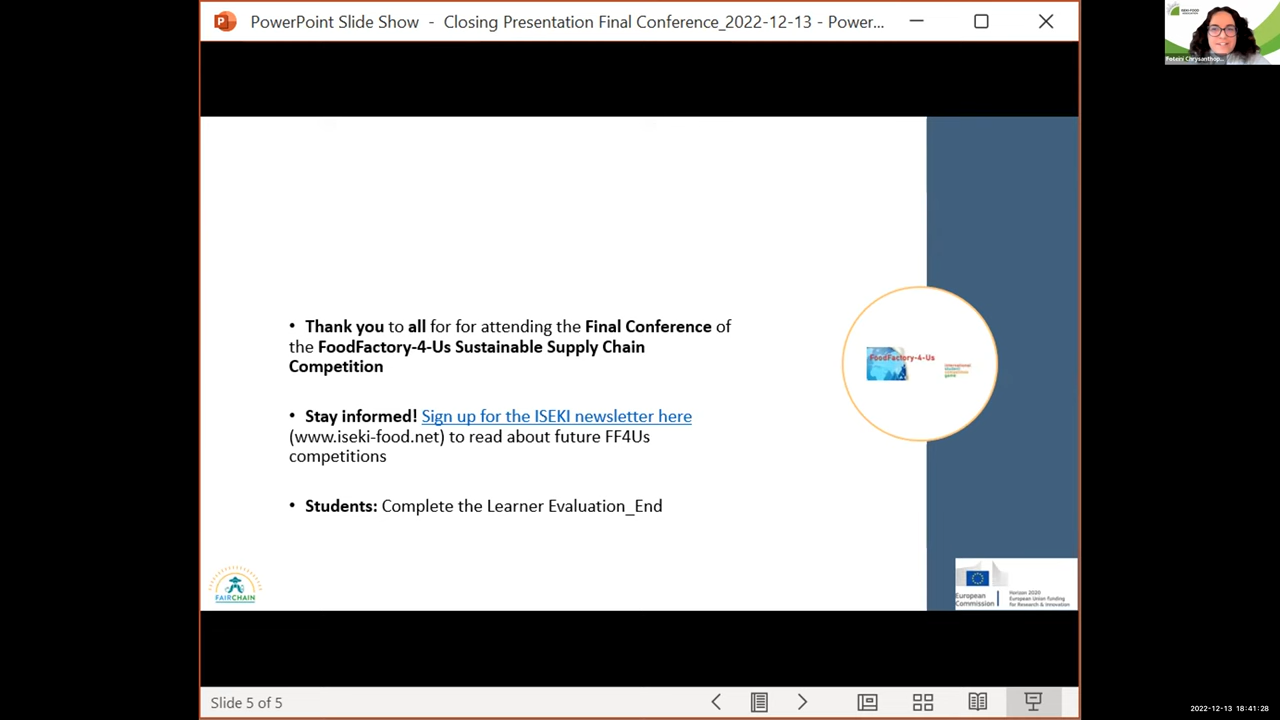 PowerPoint Slide Show - Closing Presentation Final Conference_2022-12-13 - Power...
• Thank you to all for for attending the Final Conference of
the FoodFactory-4-Us Sustainable Supply Chain
Competition
• Stay informed! Sign up for the ISEKI newsletter here
(www.iseki-food.net) to read about future FF4Us
competitions
• Students: Complete the Learner Evaluation_End
FoodFactory-4-Us
international
student
competition
game
FAIRCHAIN
European
Commission
Horizon 2020
European Union funding
for Research & Innovation
Slide 5 of 5
2022-12-13 18:41:28